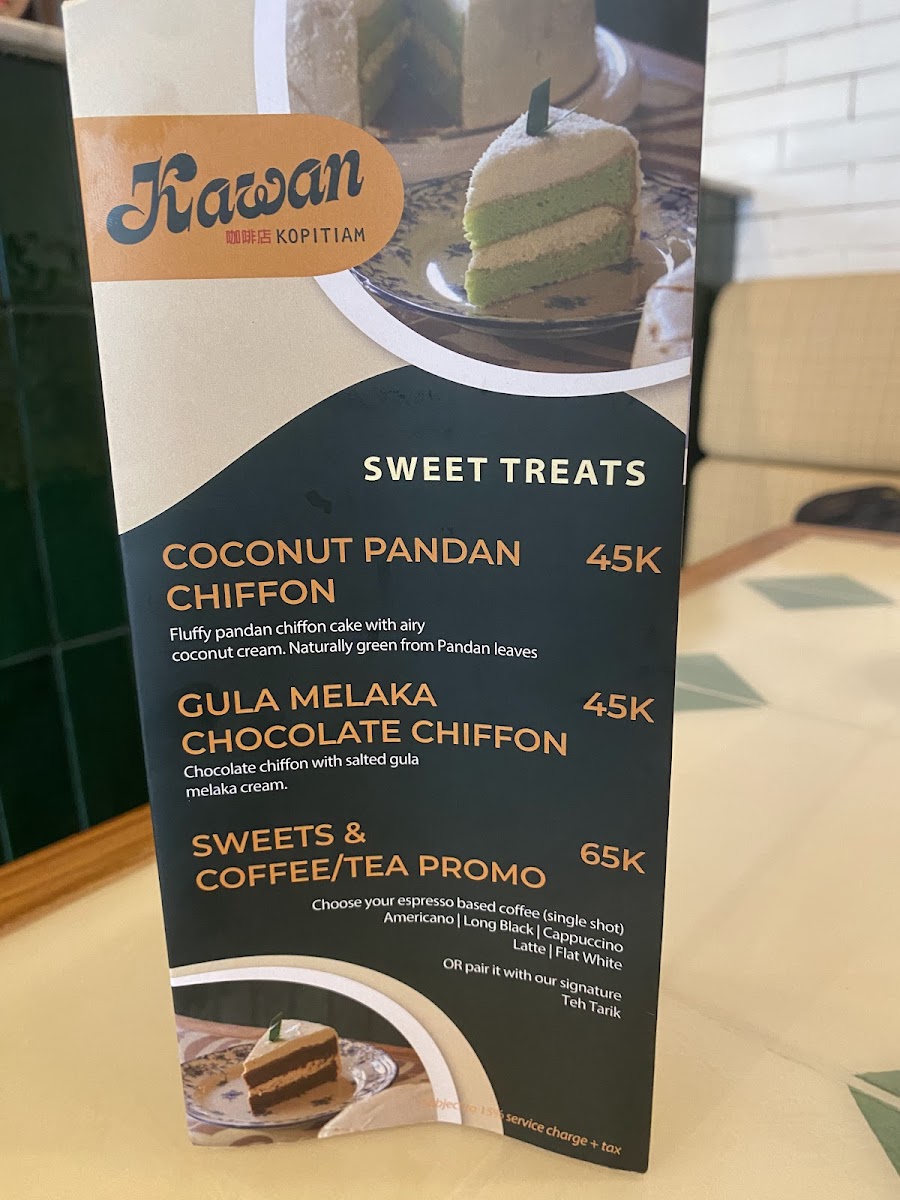 Kawan
咖啡店 KOPITIAM
SWEET TREATS
COCONUT PANDAN 45K
CHIFFON
Fluffy pandan chiffon cake with airy
coconut cream. Naturally green from Pandan leaves
GULA MELAKA 45K
CHOCOLATE CHIFFON
Chocolate chiffon with salted gula
melaka cream.
SWEETS & 65K
COFFEE/TEA PROMO
Choose your espresso based coffee (single shot)
Americano | Long Black | Cappuccino
Latte | Flat White
OR pair it with our signature
Teh Tarik
service charge + tax